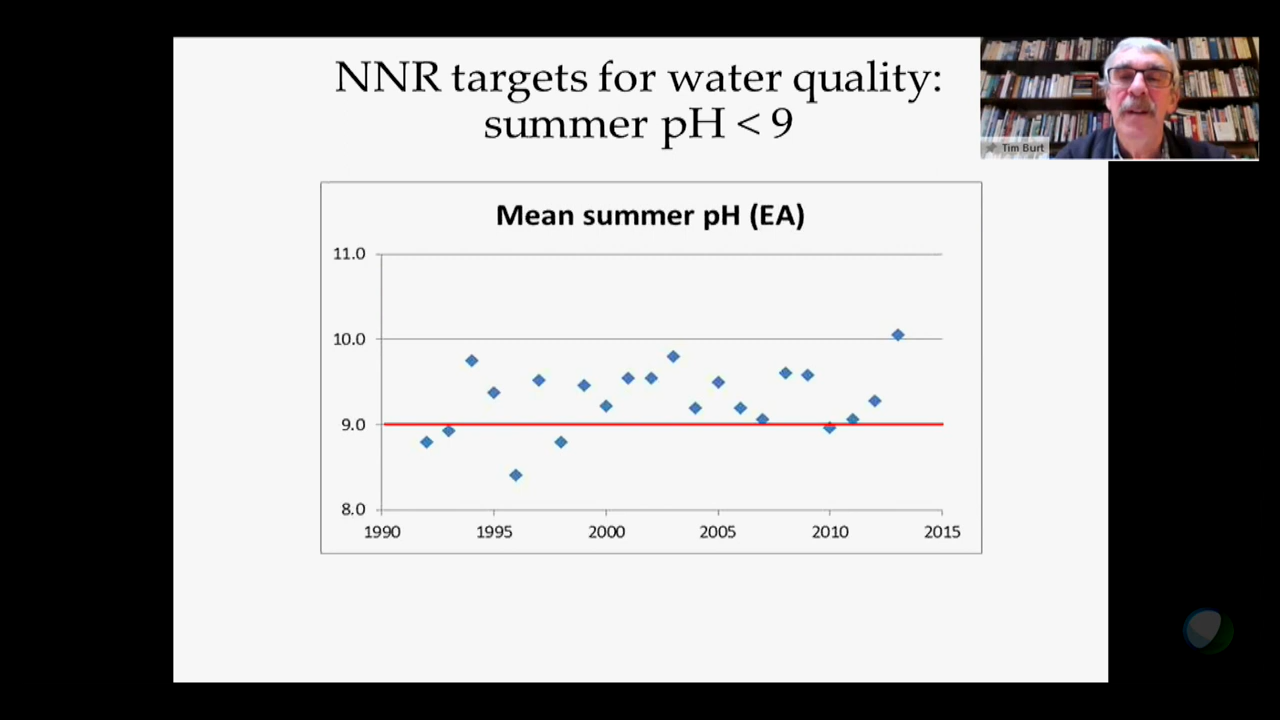 NNR targets for water quality:
summer pH < 9
Tim Burt
Mean summer pH (EA)
11.0
10.0
9.0
8.0
1990 1995 2000 2005 2010 2015